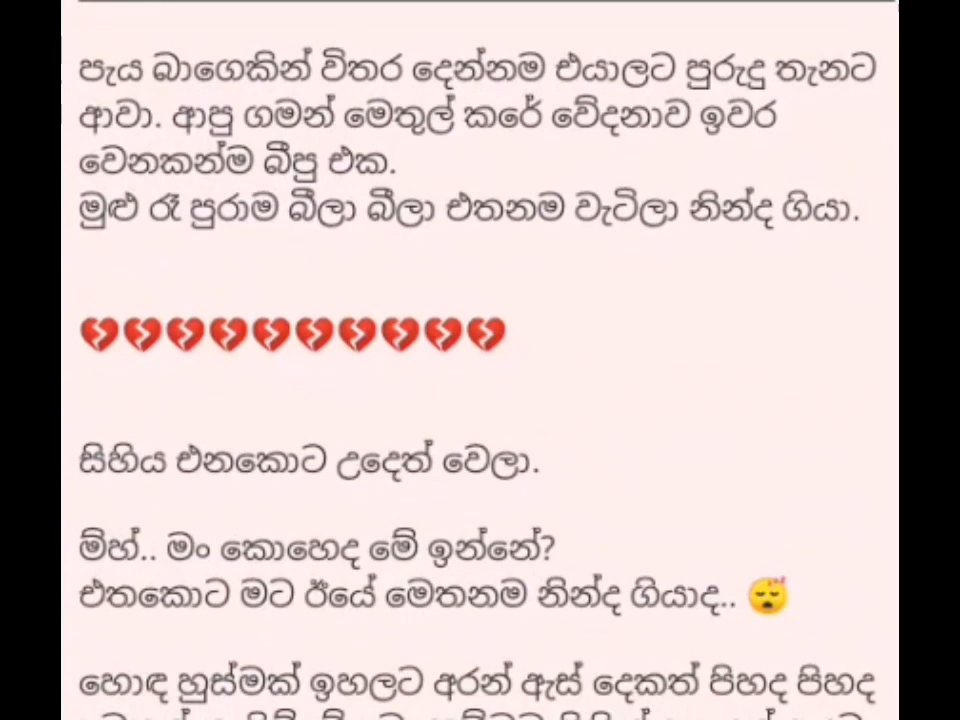 පැය බාගෙකින් විතර දෙන්නම එයාලට පුරුදු තැනට
ආවා. ආපු ගමන් මෙතුල් කරේ වේදනාව ඉවර
වෙනකන්ම බීපු එක.
මුළු රෑ පුරාම බීලා බීලා එතනම වැටිලා නින්ද ගියා.
💔💔💔💔💔💔💔💔💔💔
සිහිය එනකොට උදෙත් වෙලා.
ම්හ්.. මං කොහෙද මේ ඉන්නේ?
එතකොට මට ඊයේ මෙතනම නින්ද ගියාද.. 😴
හොඳ හුස්මක් ඉහලට අරන් ඇස් දෙකත් පිහද පිහද